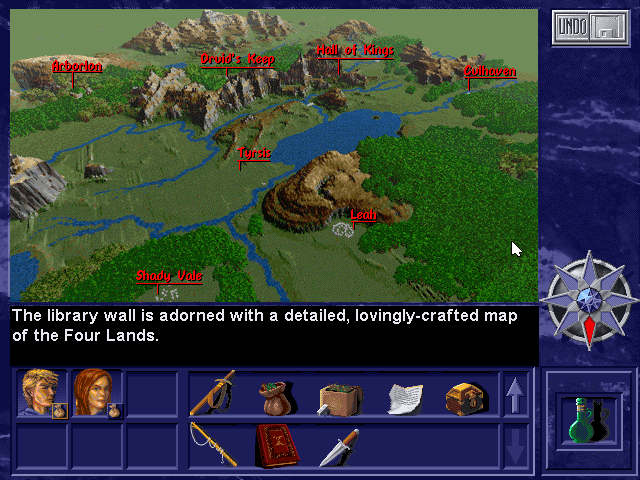 UNDO
Hall of Kings
Druid's Keep
Arborlon
Culhaven
Tyrsis
Leah
Shady Vale
The library wall is adorned with a detailed, lovingly-crafted map
of the Four Lands.